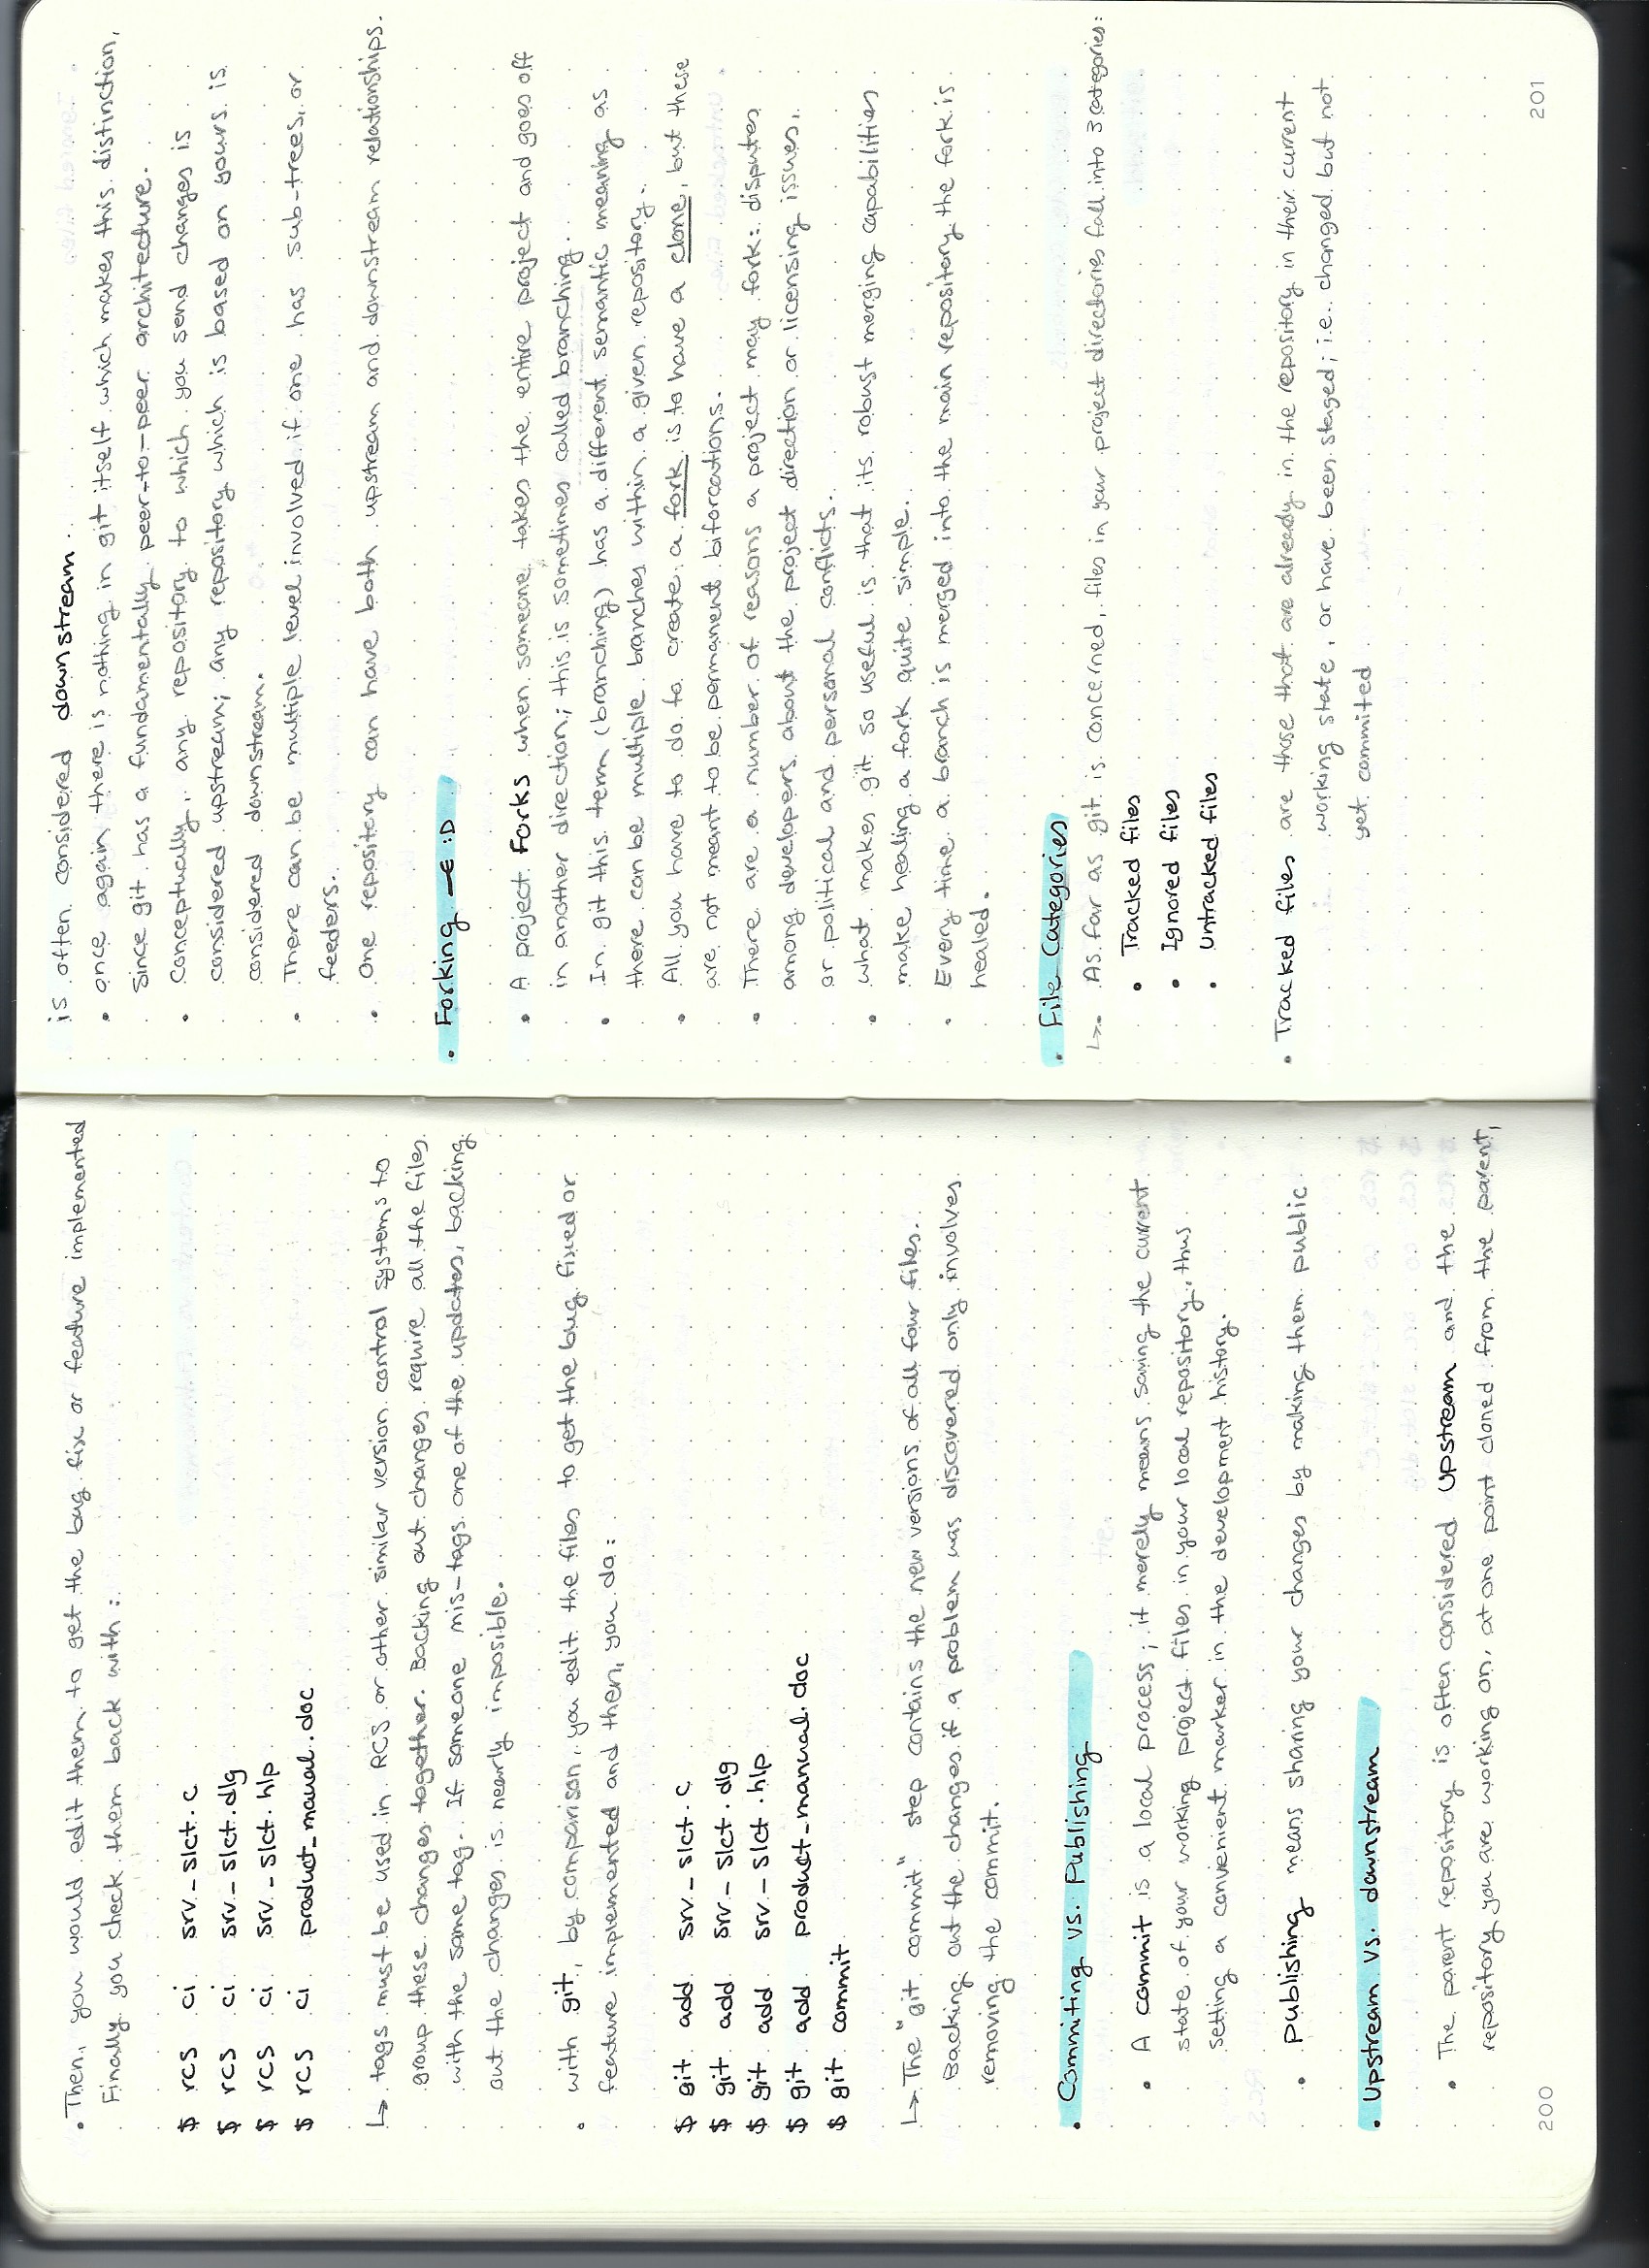 . Then, you would edit them to get the bug fix or feature implemented
Finally you check them back with :
$ rcs ci srv_slct.c
$ rcs ci srv_slct.dlg
$ rcs ci srv_slct.hlp
$ rcs ci product_manual.doc
↳ tags must be used in RCS or other similar version control systems to
group these changes together. Backing out changes require all the files
with the same tag. If someone mis-tags one of the updates, backing
out the changes is nearly imposible.
. with git, by comparison, you edit the files to get the bug fixed or
feature implemented and then, you do :
$ git add srv_slct.c
$ git add srv_slct.dlg
$ git add srv_slct.hlp
$ git add product_manual.doc
$ git commit
↳ The "git commit" step contains the new versions of all four files.
Backing out the changes if a problem was discovered only involves
removing the commit.
. Commiting vs. Publishing
• A commit is a local process; it merely means saving the current
state of your working project files in your local repository, thus
setting a convienient marker in the development history.
• Publishing means sharing your changes by making them public
. Upstream vs. downstream
• The parent repository is often considered upstream and the
repository you are working on, at one point cloned from the parent,
200
is often considered downstream.
• once again there is nothing in git itself which makes this distinction,
since git has a fundamentally peer-to-peer architecture.
• Conceptually, any repository to which you send changes is
considered upstream; any repository which is based on yours is
considered downstream.
• There can be multiple level involved if one has sub-trees, or
feeders.
• One repository can have both upstream and downstream relationships.
. Forking -∈ :D
• A project Forks when someone takes the entire project and goes off
in another direction; this is sometimes called branching.
• In git this term (branching) has a different semantic meaning as
there can be multiple branches within a given repository.
• All you have to do to create a fork is to have a clone, but these
are not meant to be permanent biforcations.
• There are a number of reasons a project may fork: disputes
among developers about the project direction or licensing issues,
or political and personal conflicts.
• what makes git so useful is that its robust merging capabilities
make healing a fork quite simple.
• Every time a branch is merged into the main repository the fork is
healed.
. File Categories
↳ • As far as git is concerned, files in your project directories fall into 3 categories:
• Tracked files
• Ignored files
• Untracked files
• Tracked files are those that are already in the repository in their current
working state, or have been staged; i.e. changed but not
yet commited
201